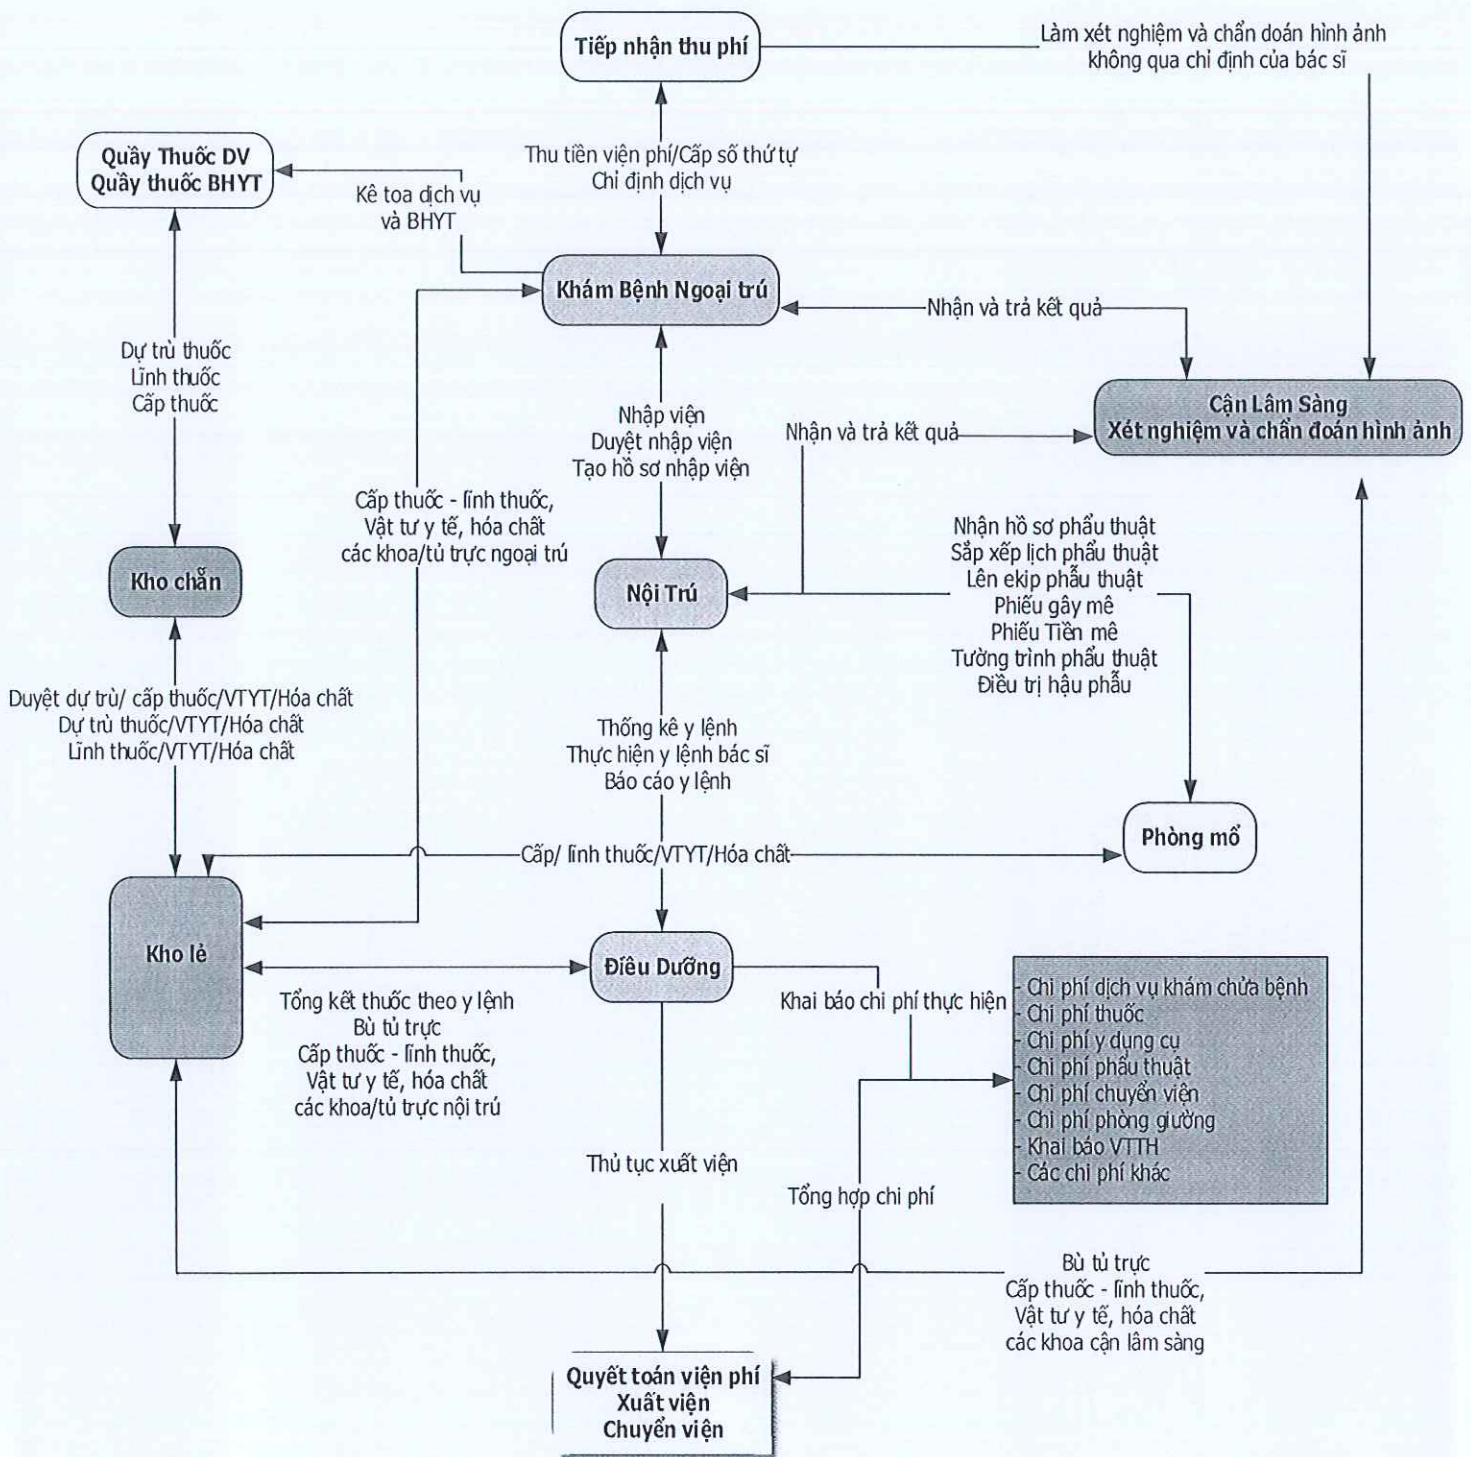 Tiếp nhận thu phí
Làm xét nghiệm và chẩn doán hình ảnh
không qua chỉ định của bác sĩ
Quầy Thuốc DV
Quầy thuốc BHYT
Thu tiền viện phí/Cấp số thứ tự
Chỉ định dịch vụ
Kê toa dịch vụ
và BHYT
Khám Bệnh Ngoại trú
Nhận và trả kết quả
Dự trù thuốc
Lĩnh thuốc
Cấp thuốc
Cận Lâm Sàng
Xét nghiệm và chẩn đoán hình ảnh
Nhập viện
Duyệt nhập viện
Tạo hồ sơ nhập viện
Nhận và trả kết quả
Cấp thuốc - lĩnh thuốc,
Vật tư y tế, hóa chất
các khoa/tủ trực ngoại trú
Nhận hồ sơ phẩu thuật
Sắp xếp lịch phẩu thuật
Lên ekip phẫu thuật
Phiếu gây mê
Phiếu Tiền mê
Tường trình phẩu thuật
Điều trị hậu phẫu
Kho chẵn
Nội Trú
Duyệt dự trù/ cấp thuốc/VTYT/Hóa chất
Dự trù thuốc/VTYT/Hóa chất
Lĩnh thuốc/VTYT/Hóa chất
Thống kê y lệnh
Thực hiện y lệnh bác sĩ
Báo cáo y lệnh
Phòng mổ
Cấp/ lĩnh thuốc/VTYT/Hóa chất
Kho lẻ
Điều Dưỡng
Tổng kết thuốc theo y lệnh
Bù tủ trực
Cấp thuốc - lĩnh thuốc,
Vật tư y tế, hóa chất
các khoa/tủ trực nội trú
Khai báo chi phí thực hiện
- Chi phí dịch vụ khám chửa bệnh
- Chi phí thuốc
- Chi phí y dụng cụ
- Chi phí phẩu thuật
- Chi phí chuyển viện
- Chi phí phòng giường
- Khai báo VTTH
- Các chi phí khác
Thủ tục xuất viện
Tổng hợp chi phí
Bù tủ trực
Cấp thuốc - lĩnh thuốc,
Vật tư y tế, hóa chất
các khoa cận lâm sàng
Quyết toán viện phí
Xuất viện
Chuyển viện